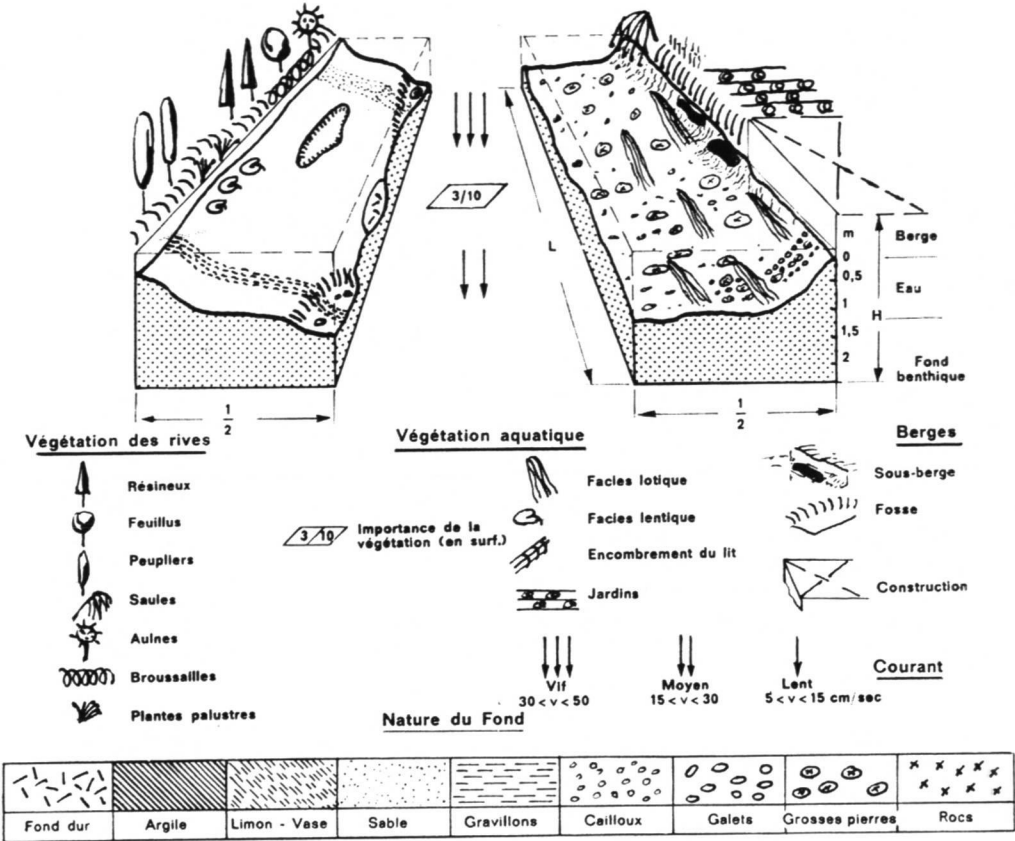 3/10
L
m
0
0,5
1
1,5
2
Berge
Eau
H
Fond
benthique
1
2
1
2
Végétation des rives
Résineux
Feuillus
Peupliers
Saules
Aulnes
Broussailles
Plantes palustres
3/10
Importance de la
végétation (en surf.)
Végétation aquatique
Facies lotique
Facies lentique
Encombrement du lit
Jardins
Berges
Sous-berge
Fosse
Construction
Courant
Vif
30 < v < 50
Moyen
15 < v < 30
Lent
5 < v < 15 cm/sec
Nature du Fond
Fond dur
Argile
Limon - Vase
Sable
Gravillons
Cailloux
Galets
Grosses pierres
Rocs